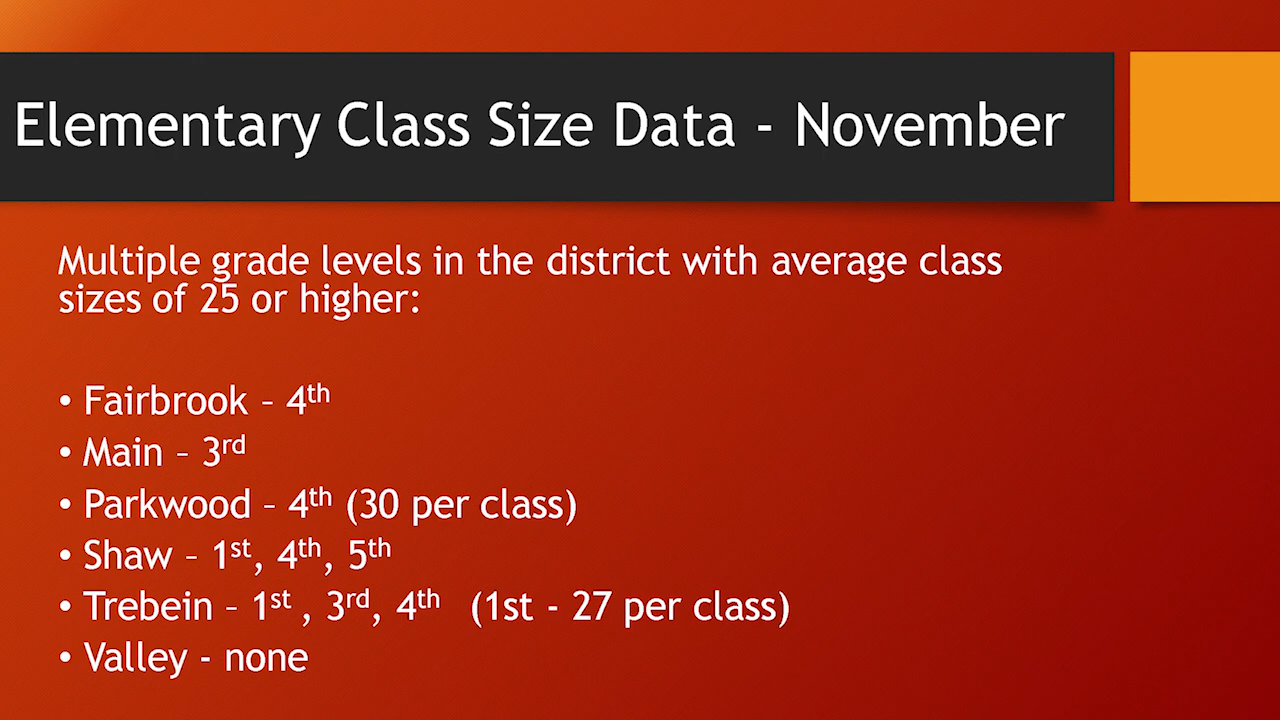 Elementary Class Size Data - November
Multiple grade levels in the district with average class
sizes of 25 or higher:
• Fairbrook – 4th
• Main – 3rd
• Parkwood – 4th (30 per class)
• Shaw – 1st, 4th, 5th
• Trebein – 1st , 3rd, 4th (1st - 27 per class)
• Valley - none